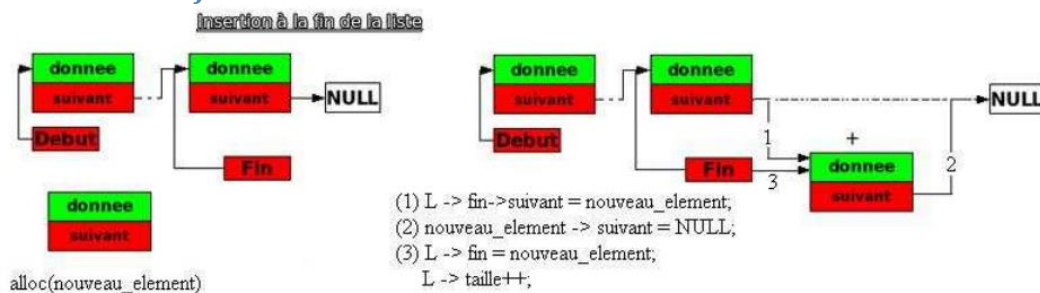 Insertion à la fin de la liste
donnee
suivant
donnee
suivant
NULL
Debut
Fin
donnee
suivant
alloc(nouveau_element)
donnee
suivant
donnee
suivant
NULL
Debut
1
+
2
Fin
3
donnee
suivant
(1) L -> fin->suivant = nouveau_element;
(2) nouveau_element -> suivant = NULL;
(3) L -> fin = nouveau_element;
L -> taille++;